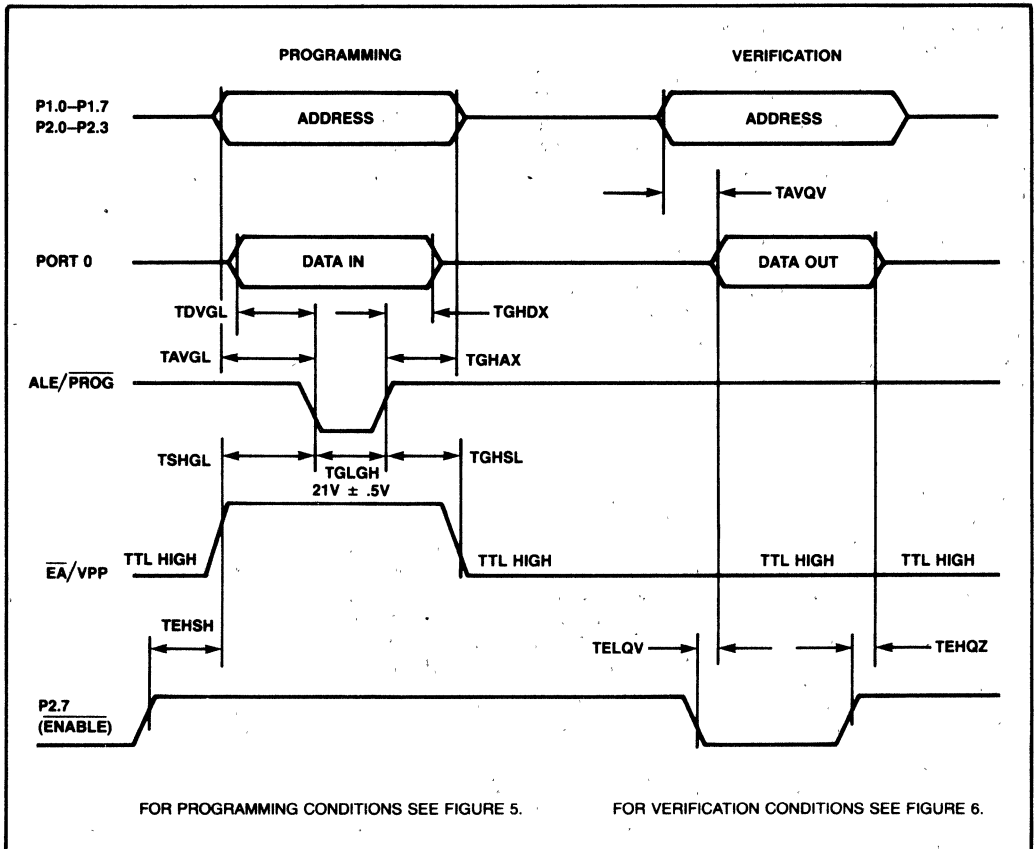 PROGRAMMING
VERIFICATION
P1.0–P1.7
P2.0–P2.3
ADDRESS
ADDRESS
TAVQV
PORT 0
DATA IN
DATA OUT
TDVGL
TGHDX
TAVGL
TGHAX
ALE/PROG
TSHGL
TGLGH
TGHSL
21V ± .5V
EA/VPP
TTL HIGH
TTL HIGH
TTL HIGH
TTL HIGH
TEHSH
TELQV
TEHQZ
P2.7
(ENABLE)
FOR PROGRAMMING CONDITIONS SEE FIGURE 5.
FOR VERIFICATION CONDITIONS SEE FIGURE 6.